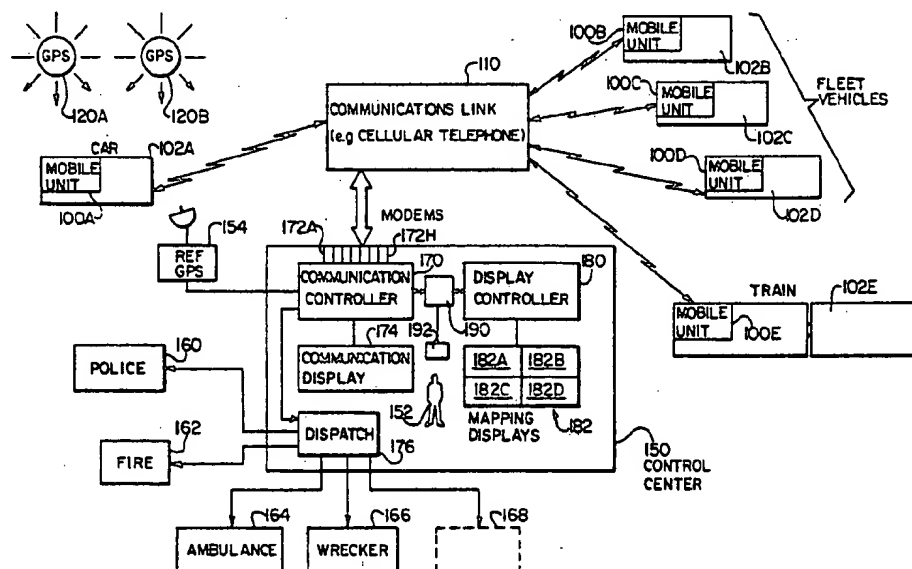 GPS
GPS
120A
120B
CAR
102A
MOBILE
UNIT
100A
110
COMMUNICATIONS LINK
(e.g CELLULAR TELEPHONE)
100B
MOBILE
UNIT
102B
100C
MOBILE
UNIT
102C
100D
MOBILE
UNIT
102D
FLEET
VEHICLES
TRAIN
102E
MOBILE
UNIT
100E
MODEMS
172A
172H
154
REF
GPS
170
COMMUNICATION
CONTROLLER
180
DISPLAY
CONTROLLER
190
192
174
COMMUNICATION
DISPLAY
182A
182B
182C
182D
MAPPING
DISPLAYS
182
152
160
POLICE
162
FIRE
DISPATCH
176
150
CONTROL
CENTER
164
AMBULANCE
166
WRECKER
168